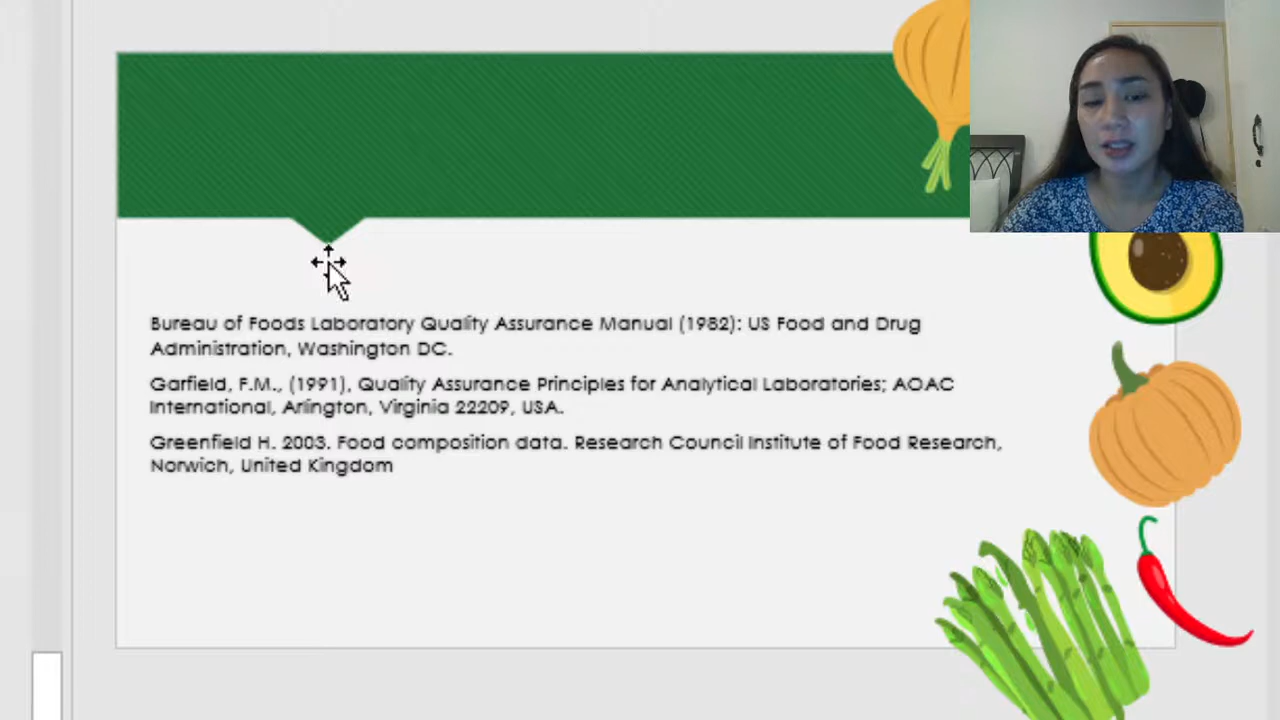 Bureau of Foods Laboratory Quality Assurance Manual (1982): US Food and Drug
Administration, Washington DC.
Garfield, F.M., (1991), Quality Assurance Principles for Analytical Laboratories; AOAC
International, Arlington, Virginia 22209, USA.
Greenfield H. 2003. Food composition data. Research Council Institute of Food Research,
Norwich, United Kingdom